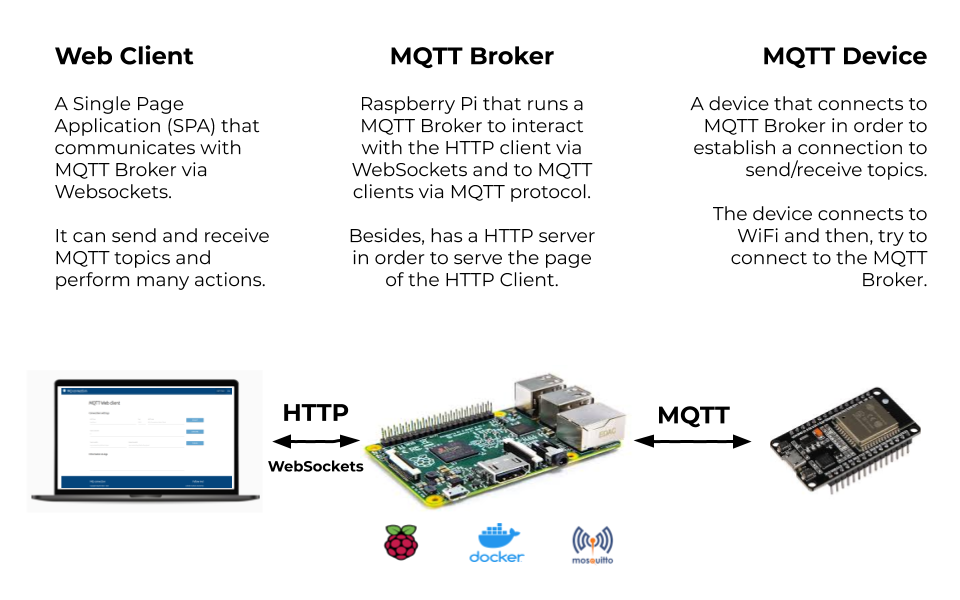 Web Client
A Single Page
Application (SPA) that
communicates with
MQTT Broker via
Websockets.
It can send and receive
MQTT topics and
perform many actions.
MQTT Broker
Raspberry Pi that runs a
MQTT Broker to interact
with the HTTP client via
WebSockets and to MQTT
clients via MQTT protocol.
Besides, has a HTTP server
in order to serve the page
of the HTTP Client.
MQTT Device
A device that connects to
MQTT Broker in order to
establish a connection to
send/receive topics.
The device connects to
WiFi and then, try to
connect to the MQTT
Broker.
MQTT Web client
HTTP
WebSockets
EDAC
MQTT
docker
mosquitto